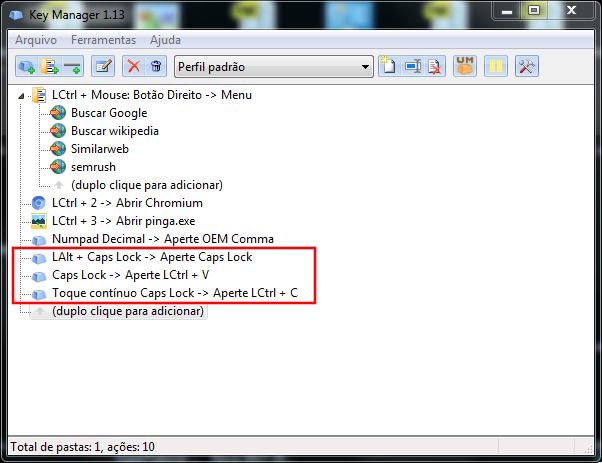 Key Manager 1.13
Arquivo Ferramentas Ajuda
Perfil padrão
UM
LCtrl + Mouse: Botão Direito -> Menu
Buscar Google
Buscar wikipedia
Similarweb
semrush
(duplo clique para adicionar)
LCtrl + 2 -> Abrir Chromium
LCtrl + 3 -> Abrir pinga.exe
Numpad Decimal -> Aperte OEM Comma
LAlt + Caps Lock -> Aperte Caps Lock
Caps Lock -> Aperte LCtrl + V
Toque contínuo Caps Lock -> Aperte LCtrl + C
(duplo clique para adicionar)
Total de pastas: 1, ações: 10